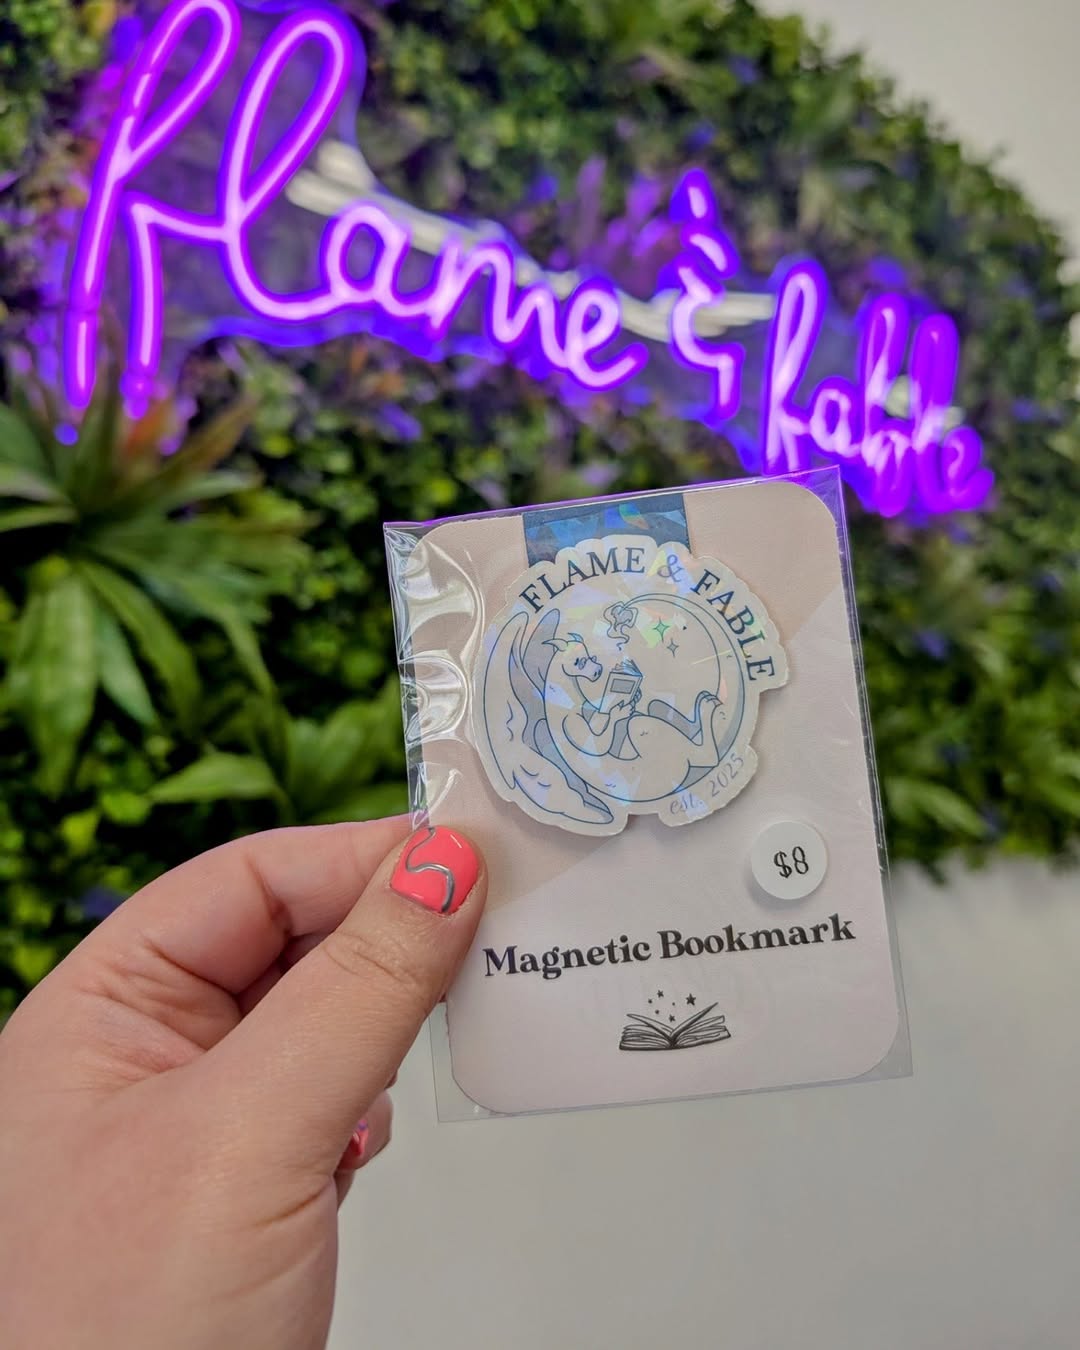 flame & fable
FLAME & FABLE
est. 2025
$8
Magnetic Bookmark